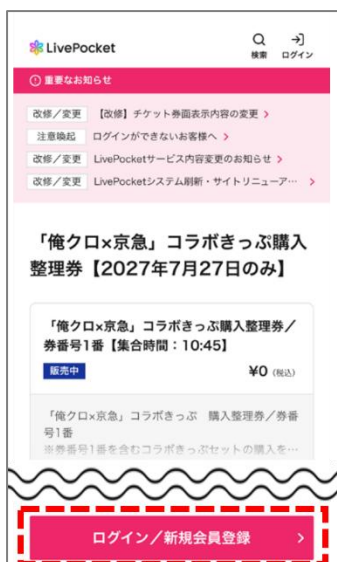 LivePocket
検索 ログイン
重要なお知らせ
改修／変更 【改修】チケット券面表示内容の変更 >
注意喚起 ログインができないお客様へ >
改修／変更 LivePocketサービス内容変更のお知らせ >
改修／変更 LivePocketシステム刷新・サイトリニューア… >
「俺クロ×京急」コラボきっぷ購入
整理券【2027年7月27日のみ】
「俺クロ×京急」コラボきっぷ購入整理券／
券番号1番【集合時間：10:45】
販売中 ¥0 (税込)
「俺クロ×京急」コラボきっぷ 購入整理券／券番
号1番
※券番号1番を含むコラボきっぷセットの購入を…
ログイン／新規会員登録 >